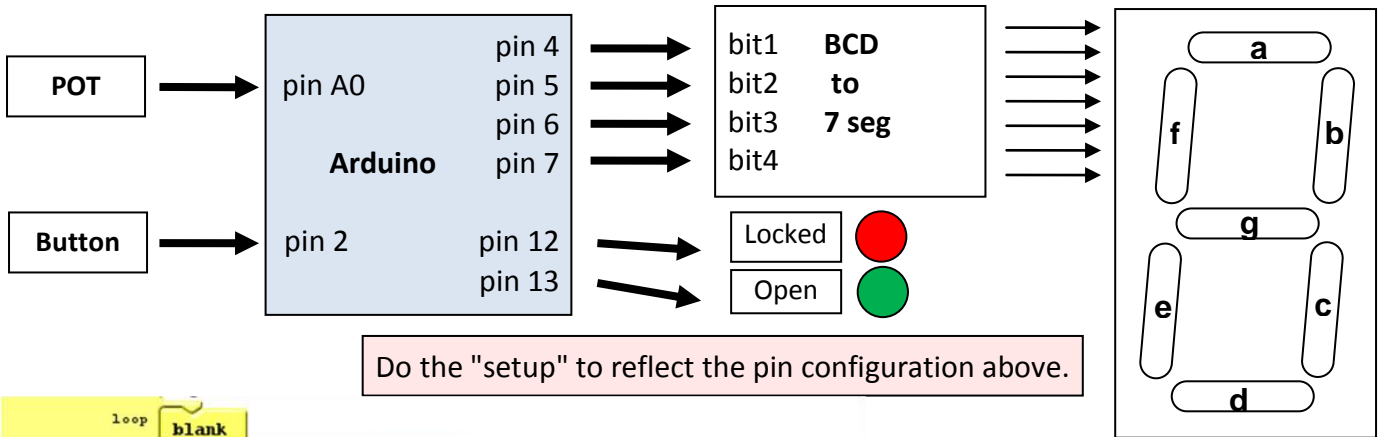 POT
Button
pin A0
Arduino
pin 2
pin 4
pin 5
pin 6
pin 7
pin 12
pin 13
bit1 BCD
bit2 to
bit3 7 seg
bit4
Locked
Open
a
f b
g
e c
d
Do the "setup" to reflect the pin configuration above.
loop blank